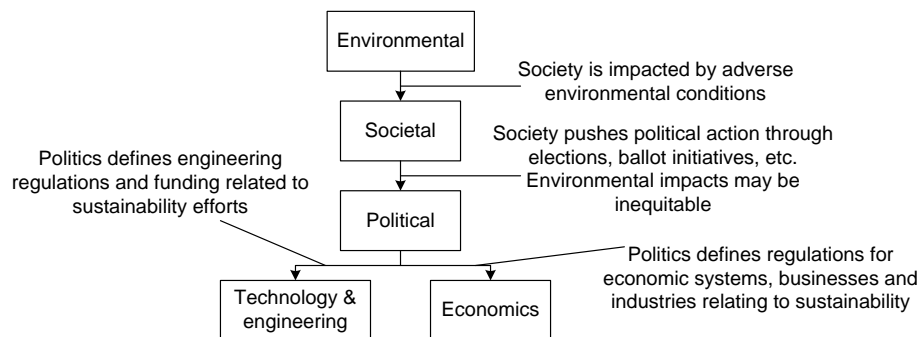 Environmental
Society is impacted by adverse
environmental conditions
Societal
Society pushes political action through
elections, ballot initiatives, etc.
Environmental impacts may be
inequitable
Politics defines engineering
regulations and funding related to
sustainability efforts
Political
Politics defines regulations for
economic systems, businesses and
industries relating to sustainability
Technology &
engineering
Economics